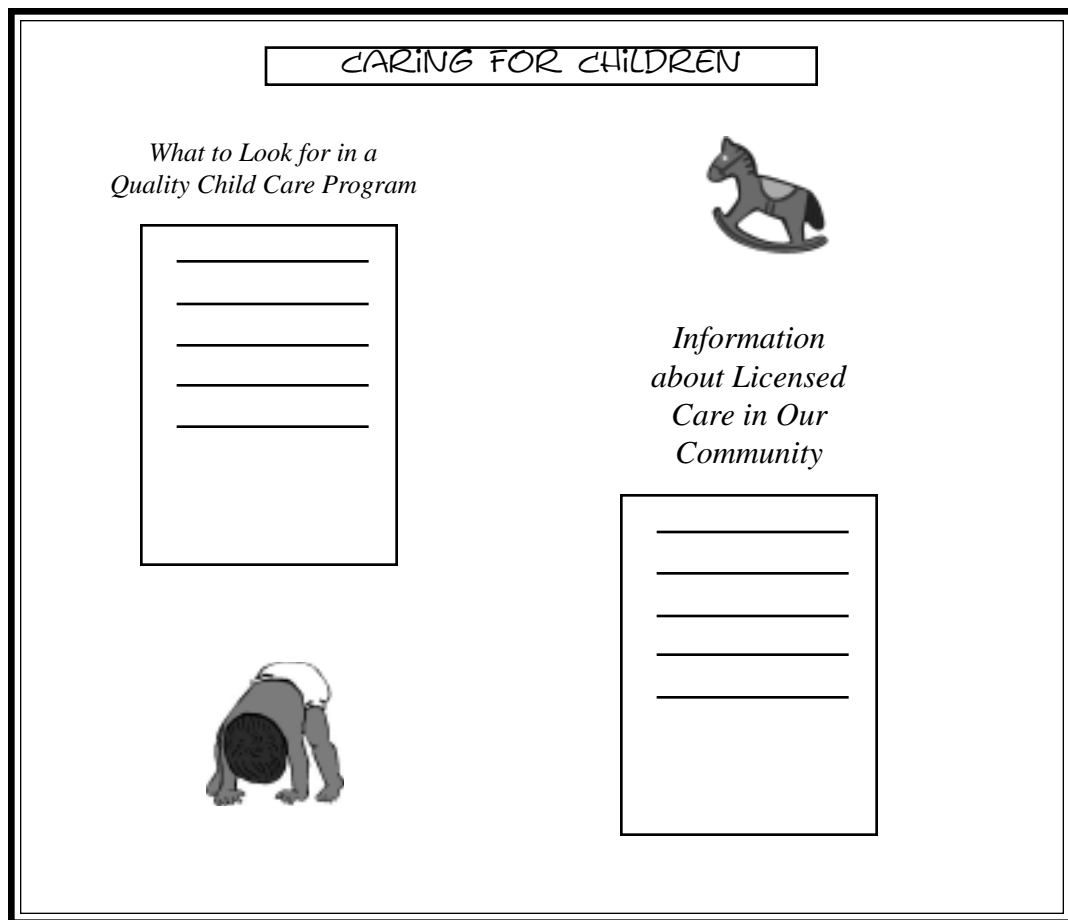 CARiNG FOR CHiLDREN
What to Look for in a
Quality Child Care Program
Information
about Licensed
Care in Our
Community